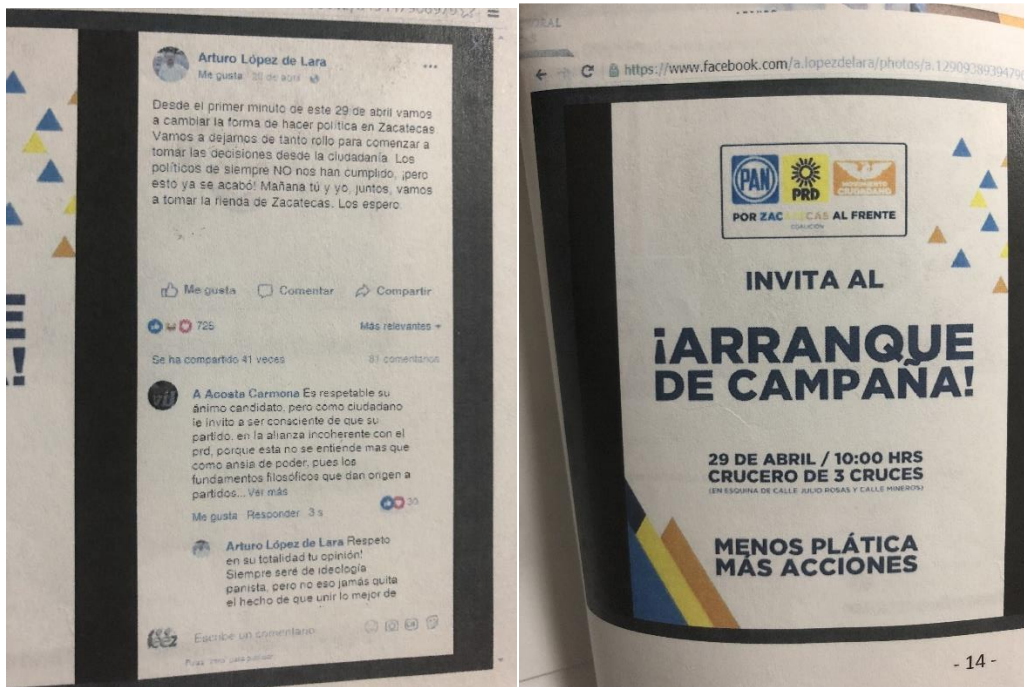 Arturo López de Lara
Me gusta 28 de abril
Desde el primer minuto de este 29 de abril vamos
a cambiar la forma de hacer política en Zacatecas.
Vamos a dejarnos de tanto rollo para comenzar a
tomar las decisiones desde la ciudadanía. Los
políticos de siempre NO nos han cumplido, ¡pero
esto ya se acabó! Mañana tú y yo, juntos, vamos
a tomar la rienda de Zacatecas. Los espero.
Me gusta Comentar Compartir
725 Más relevantes
Se ha compartido 41 veces 81 comentarios
A Acosta Carmona Es respetable su
ánimo candidato, pero como ciudadano
le invito a ser consciente de que su
partido, en la alianza incoherente con el
prd, porque esta no se entiende mas que
como ansia de poder, pues los
fundamentos filosóficos que dan origen a
partidos... Ver más
Me gusta Responder 3 s
Arturo López de Lara Respeto
en su totalidad tu opinión!
Siempre seré de ideología
panista, pero no eso jamás quita
el hecho de que unir lo mejor de
Escribe un comentario
ORAL
https://www.facebook.com/a.lopezdelara/photos/a.129093893947
PAN
PRD
MOVIMIENTO
CIUDADANO
POR ZACATECAS AL FRENTE
COALICIÓN
INVITA AL
¡ARRANQUE
DE CAMPAÑA!
29 DE ABRIL / 10:00 HRS
CRUCERO DE 3 CRUCES
(EN ESQUINA DE CALLE JULIO ROSAS Y CALLE MINEROS)
MENOS PLÁTICA
MÁS ACCIONES
- 14 -